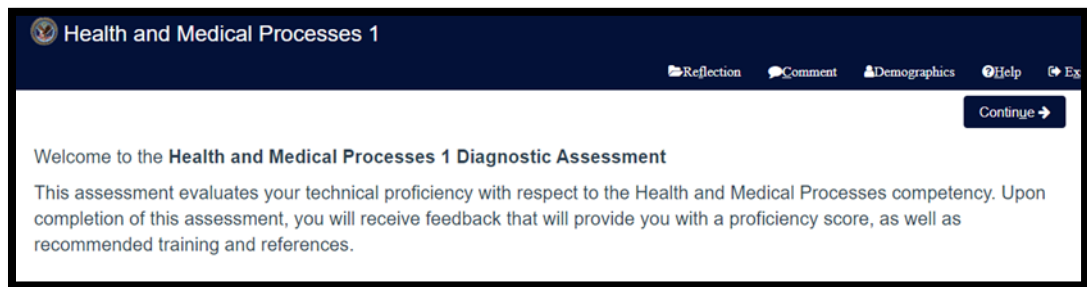 Health and Medical Processes 1
Reflection Comment Demographics Help Ex
Continue
Welcome to the Health and Medical Processes 1 Diagnostic Assessment
This assessment evaluates your technical proficiency with respect to the Health and Medical Processes competency. Upon
completion of this assessment, you will receive feedback that will provide you with a proficiency score, as well as
recommended training and references.